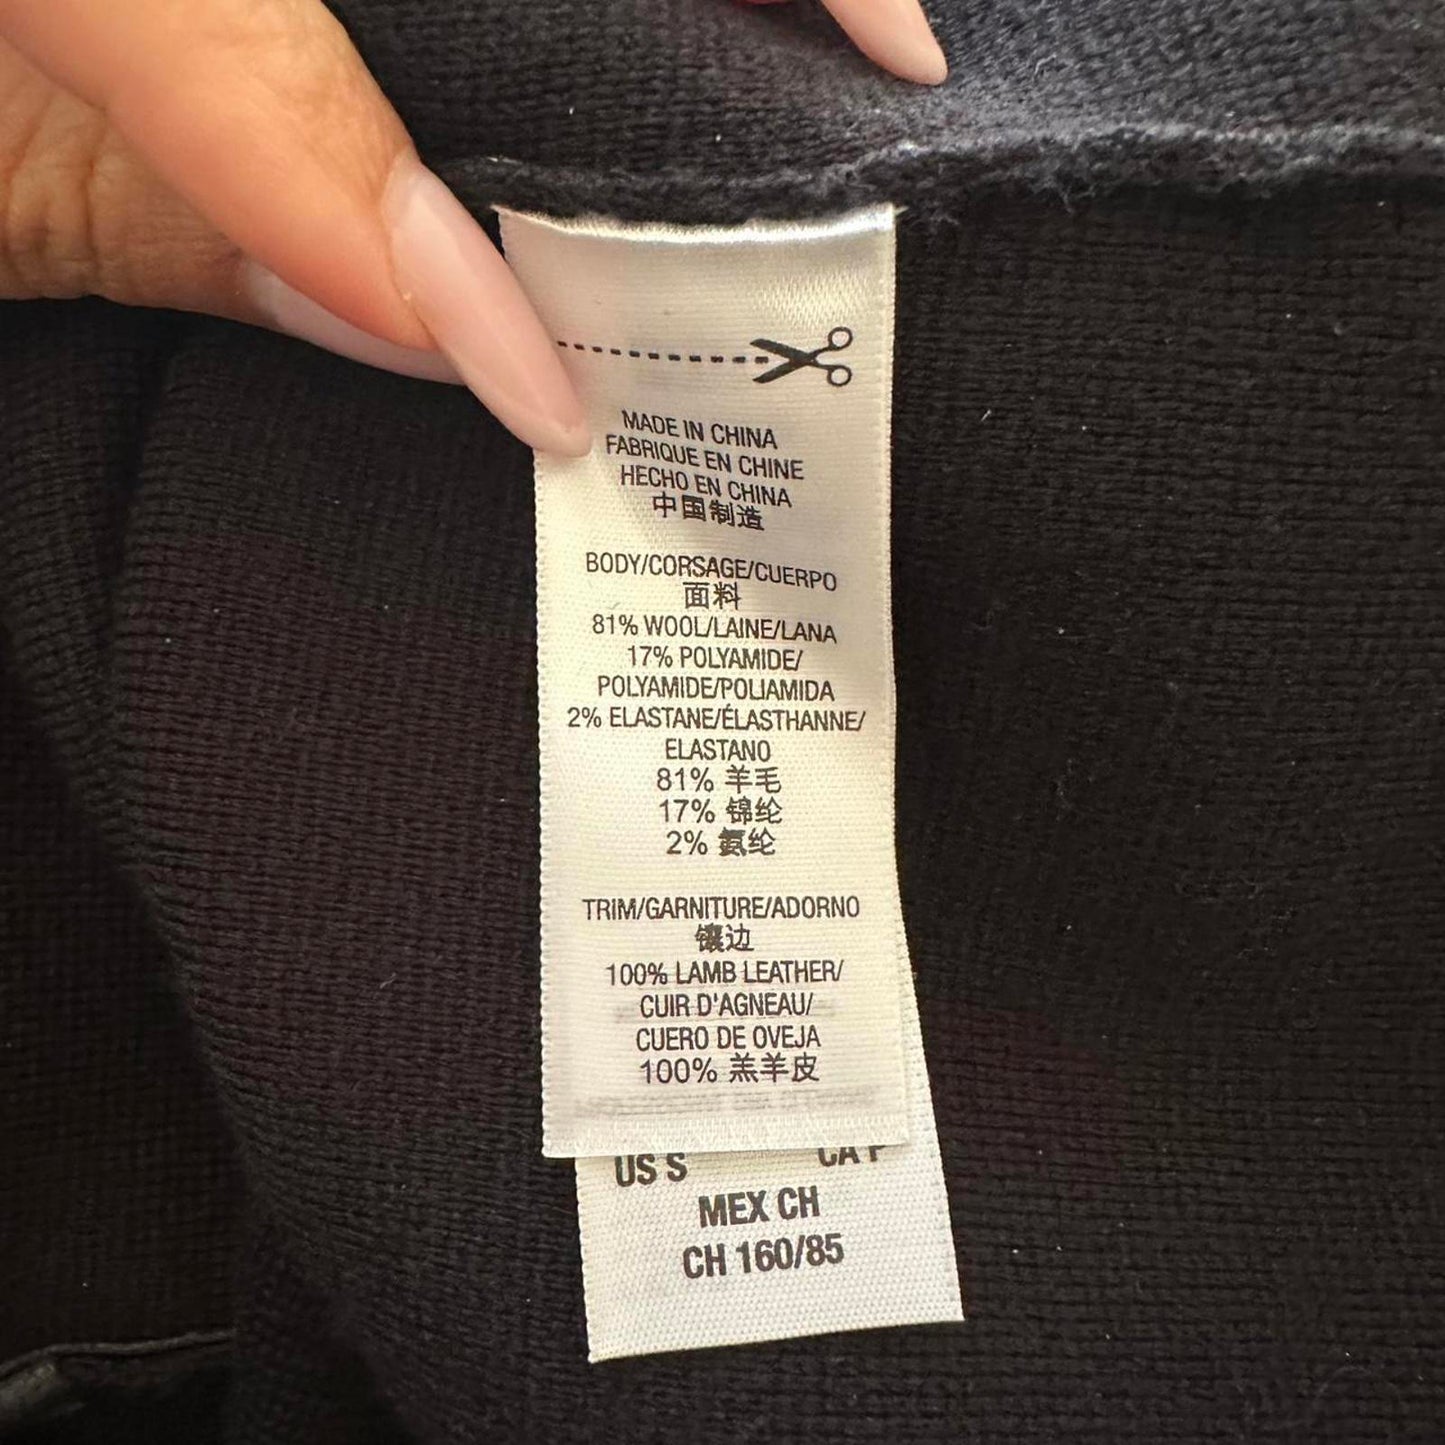 MADE IN CHINA
FABRIQUE EN CHINE
HECHO EN CHINA
中国制造
BODY/CORSAGE/CUERPO
面料
81% WOOL/LAINE/LANA
17% POLYAMIDE/
POLYAMIDE/POLIAMIDA
2% ELASTANE/ÉLASTHANNE/
ELASTANO
81% 羊毛
17% 锦纶
2% 氨纶
TRIM/GARNITURE/ADORNO
镶边
100% LAMB LEATHER/
CUIR D'AGNEAU/
CUERO DE OVEJA
100% 羔羊皮
US S CA P
MEX CH
CH 160/85